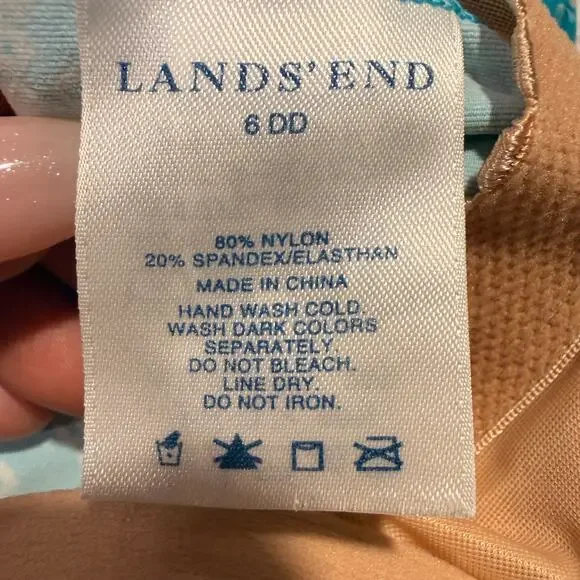 LANDS' END
6 DD
80% NYLON
20% SPANDEX/ELASTHAN
MADE IN CHINA
HAND WASH COLD.
WASH DARK COLORS
SEPARATELY.
DO NOT BLEACH.
LINE DRY.
DO NOT IRON.